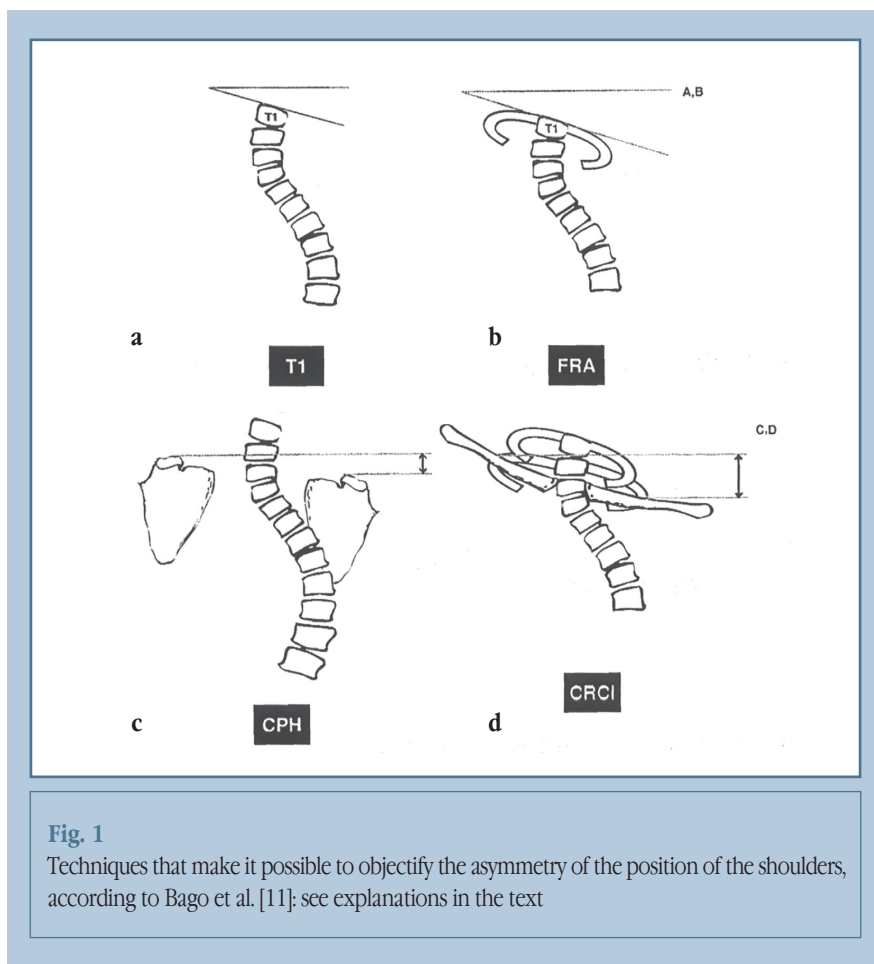 T1
A,B
T1
a
b
T1
FRA
C,D
c
d
CRCI
CPH
Fig. 1
Techniques that make it possible to objectify the asymmetry of the position of the shoulders,
according to Bago et al. [11]: see explanations in the text